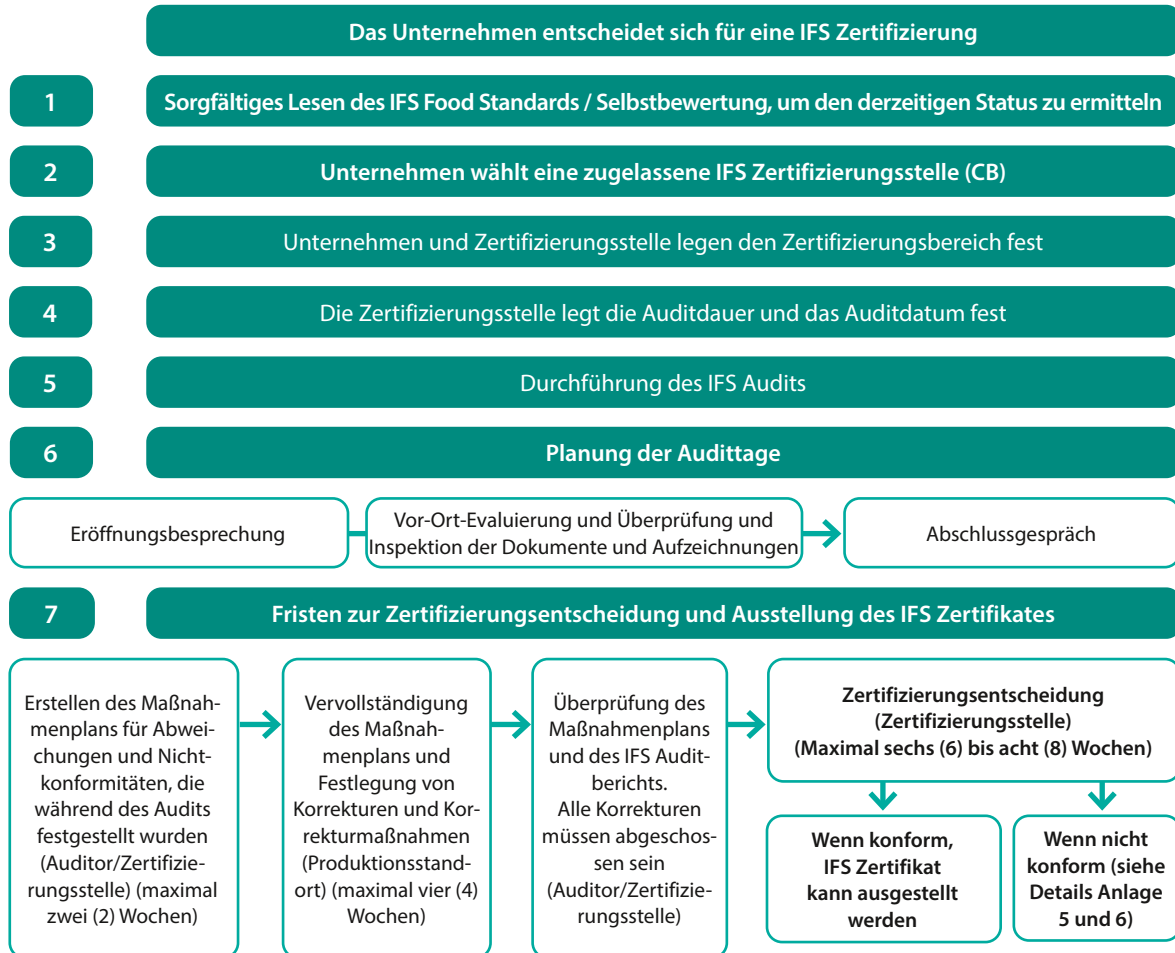 Das Unternehmen entscheidet sich für eine IFS Zertifizierung
1
Sorgfältiges Lesen des IFS Food Standards / Selbstbewertung, um den derzeitigen Status zu ermitteln
2
Unternehmen wählt eine zugelassene IFS Zertifizierungsstelle (CB)
3
Unternehmen und Zertifizierungsstelle legen den Zertifizierungsbereich fest
4
Die Zertifizierungsstelle legt die Auditdauer und das Auditdatum fest
5
Durchführung des IFS Audits
6
Planung der Audittage
Eröffnungsbesprechung
Vor-Ort-Evaluierung und Überprüfung und
Inspektion der Dokumente und Aufzeichnungen
Abschlussgespräch
7
Fristen zur Zertifizierungsentscheidung und Ausstellung des IFS Zertifikates
Erstellen des Maßnah-
menplans für Abwei-
chungen und Nicht-
konformitäten, die
während des Audits
festgestellt wurden
(Auditor/Zertifizie-
rungsstelle) (maximal
zwei (2) Wochen)
Vervollständigung
des Maßnah-
menplans und
Festlegung von
Korrekturen und Kor-
rekturmaßnahmen
(Produktionsstand-
ort) (maximal vier (4)
Wochen)
Überprüfung des
Maßnahmenplans
und des IFS Audit-
berichts.
Alle Korrekturen
müssen abgeschos-
sen sein
(Auditor/Zertifizie-
rungsstelle)
Zertifizierungsentscheidung
(Zertifizierungsstelle)
(Maximal sechs (6) bis acht (8) Wochen)
Wenn konform,
IFS Zertifikat
kann ausgestellt
werden
Wenn nicht
konform (siehe
Details Anlage
5 und 6)